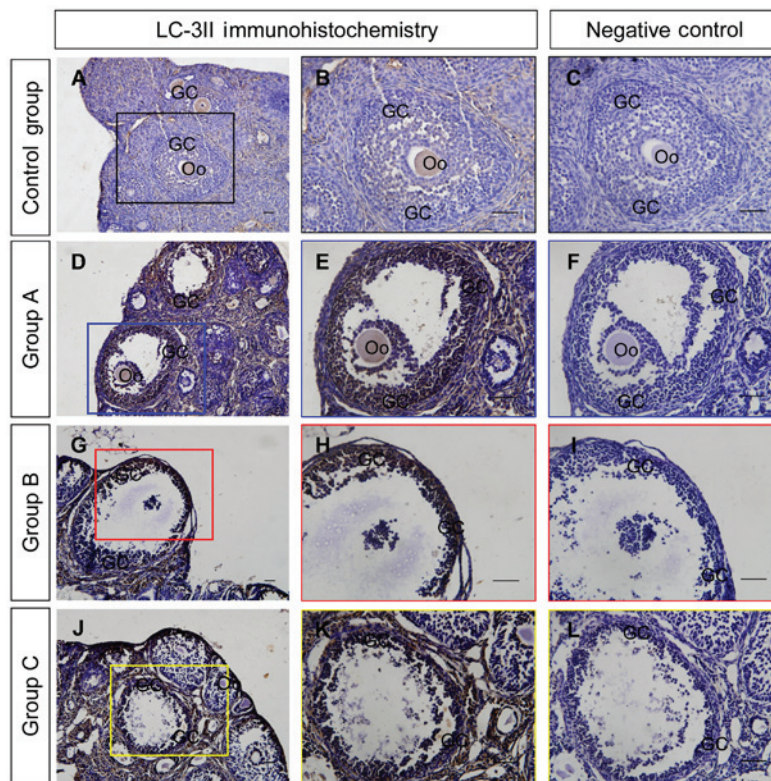 LC-3II immunohistochemistry
Negative control
Control group
A
GC
GC
Oo
B
GC
Oo
GC
C
GC
Oo
GC
Group A
D
GC
GC
Oo
E
GC
Oo
GC
F
GC
Oo
GC
Group B
G
GC
GC
H
GC
GC
I
GC
GC
Group C
J
GC
GC
K
GC
L
GC
GC